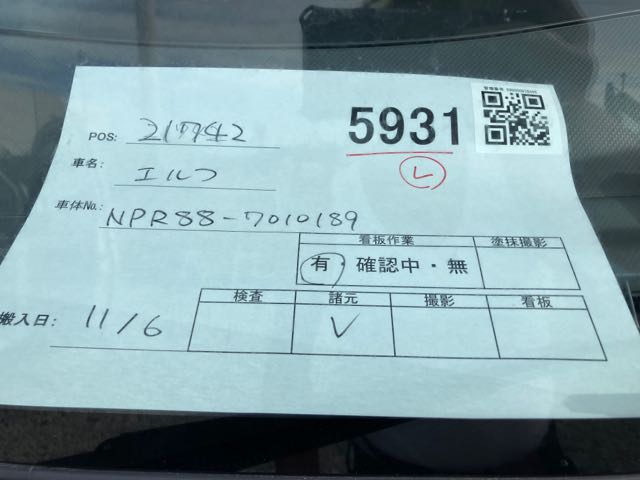 5931
POS: 217742
車名 エルフ
車体No.: NPR88-7010189
看板作業 塗抹撮影
有・確認中・無
検査 諸元 撮影 看板
搬入日: 11/6 V